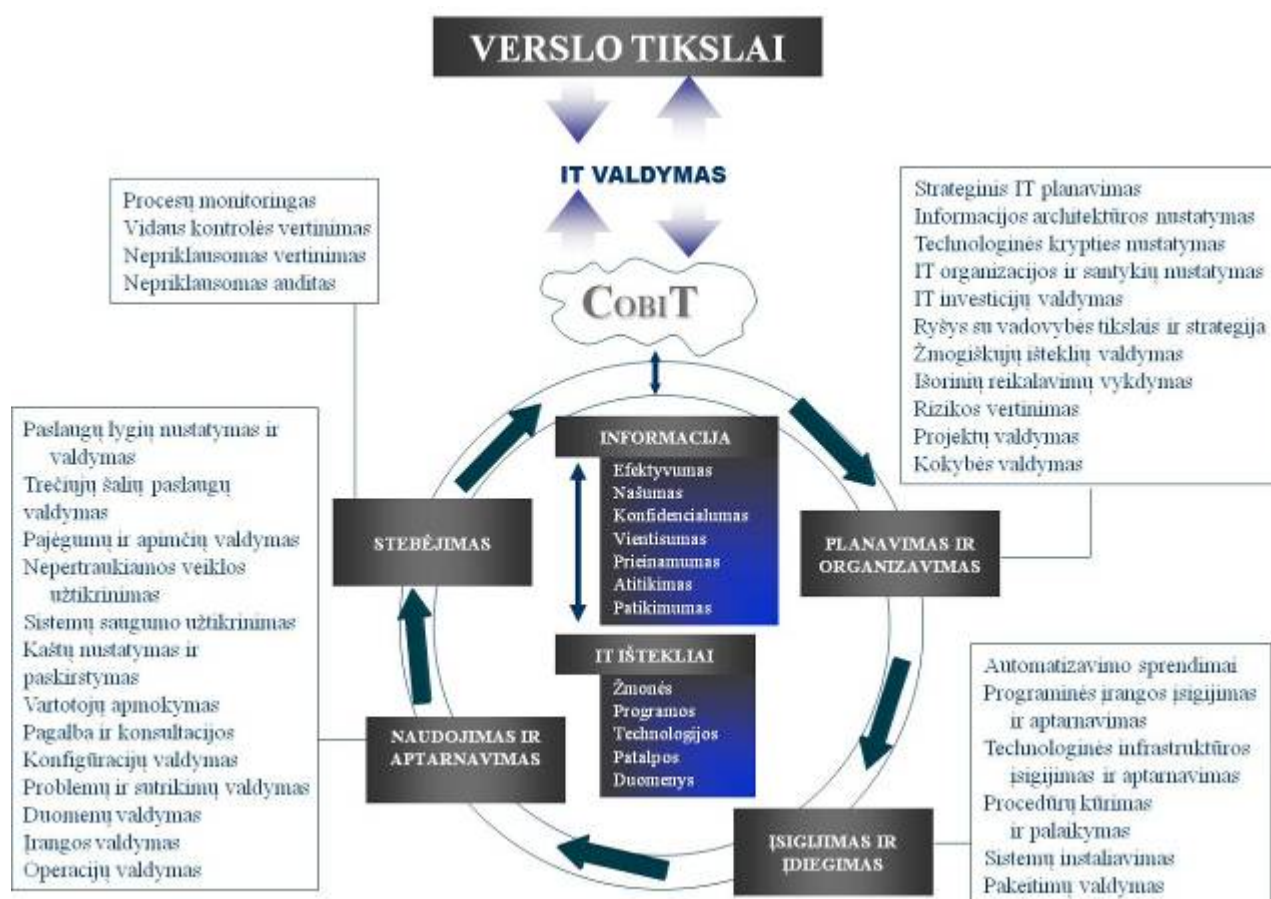 VERSLO TIKSLAI
IT VALDYMAS
COBIT
Procesų monitoringas
Vidaus kontrolės vertinimas
Nepriklausomas vertinimas
Nepriklausomas auditas
Strateginis IT planavimas
Informacijos architektūros nustatymas
Technologinės krypties nustatymas
IT organizacijos ir santykių nustatymas
IT investicijų valdymas
Ryšys su vadovybės tikslais ir strategija
Žmogiškųjų išteklių valdymas
Išorinių reikalavimų vykdymas
Rizikos vertinimas
Projektų valdymas
Kokybės valdymas
INFORMACIJA
Efektyvumas
Našumas
Konfidencialumas
Vientisumas
Prieinamumas
Atitikimas
Patikimumas
STEBĖJIMAS
PLANAVIMAS IR
ORGANIZAVIMAS
Paslaugų lygių nustatymas ir
valdymas
Trečiųjų šalių paslaugų
valdymas
Pajėgumų ir apimčių valdymas
Nepertraukiamos veiklos
užtikrinimas
Sistemų saugumo užtikrinimas
Kaštų nustatymas ir
paskirstymas
Vartotojų apmokymas
Pagalba ir konsultacijos
Konfigūracijų valdymas
Problemų ir sutrikimų valdymas
Duomenų valdymas
Įrangos valdymas
Operacijų valdymas
IT IŠTEKLIAI
Žmonės
Programos
Technologijos
Patalpos
Duomenys
NAUDOJIMAS IR
APTARNAVIMAS
ĮSIGIJIMAS IR
ĮDIEGIMAS
Automatizavimo sprendimai
Programinės įrangos įsigijimas
ir aptarnavimas
Technologinės infrastruktūros
įsigijimas ir aptarnavimas
Procedūrų kūrimas
ir palaikymas
Sistemų instaliavimas
Pakeitimų valdymas